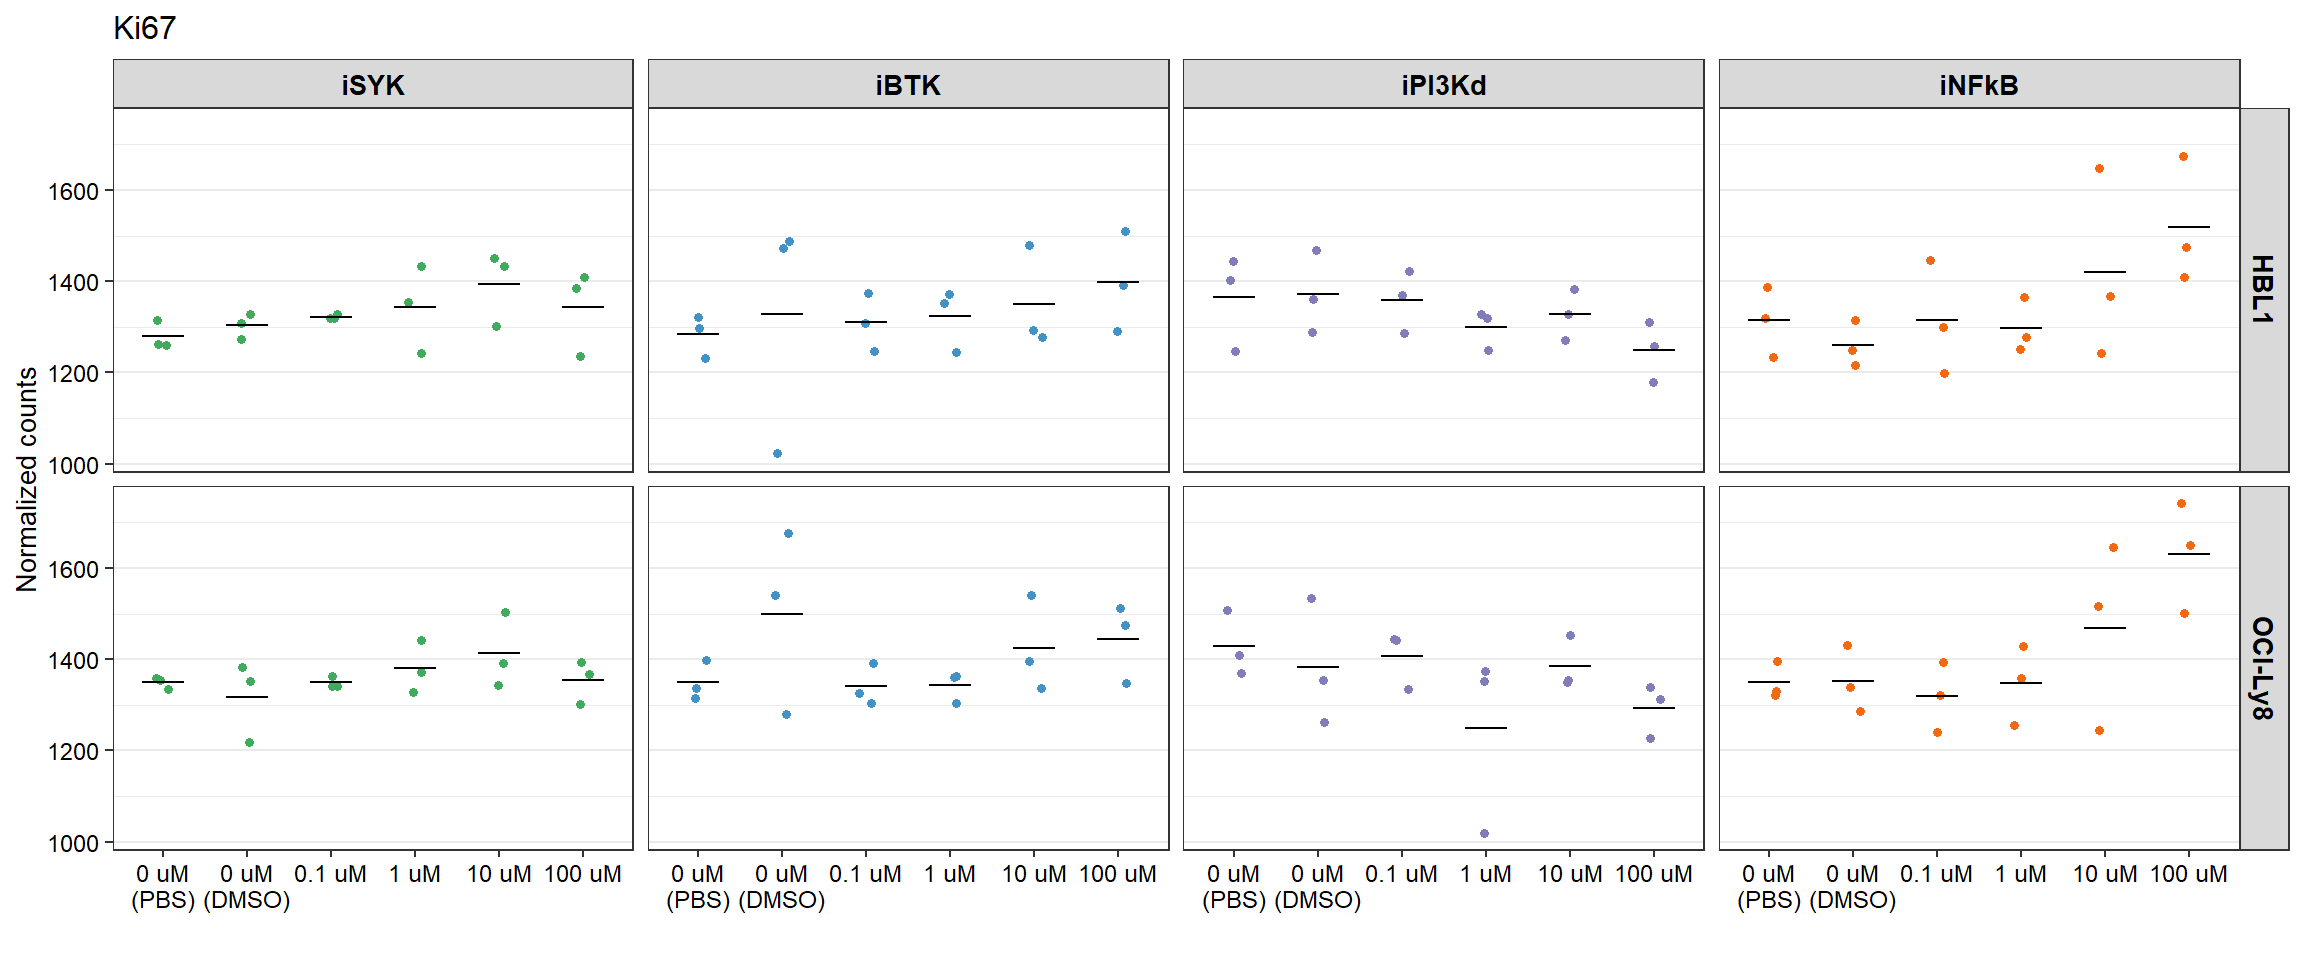 Ki67
iSYK
iBTK
iPI3Kd
iNFkB
HBL1
1600
1400
1200
1000
Normalized counts
OCI-Ly8
1600
1400
1200
1000
0 uM 0 uM 0.1 uM 1 uM 10 uM 100 uM
(PBS) (DMSO)
0 uM 0 uM 0.1 uM 1 uM 10 uM 100 uM
(PBS) (DMSO)
0 uM 0 uM 0.1 uM 1 uM 10 uM 100 uM
(PBS) (DMSO)
0 uM 0 uM 0.1 uM 1 uM 10 uM 100 uM
(PBS) (DMSO)